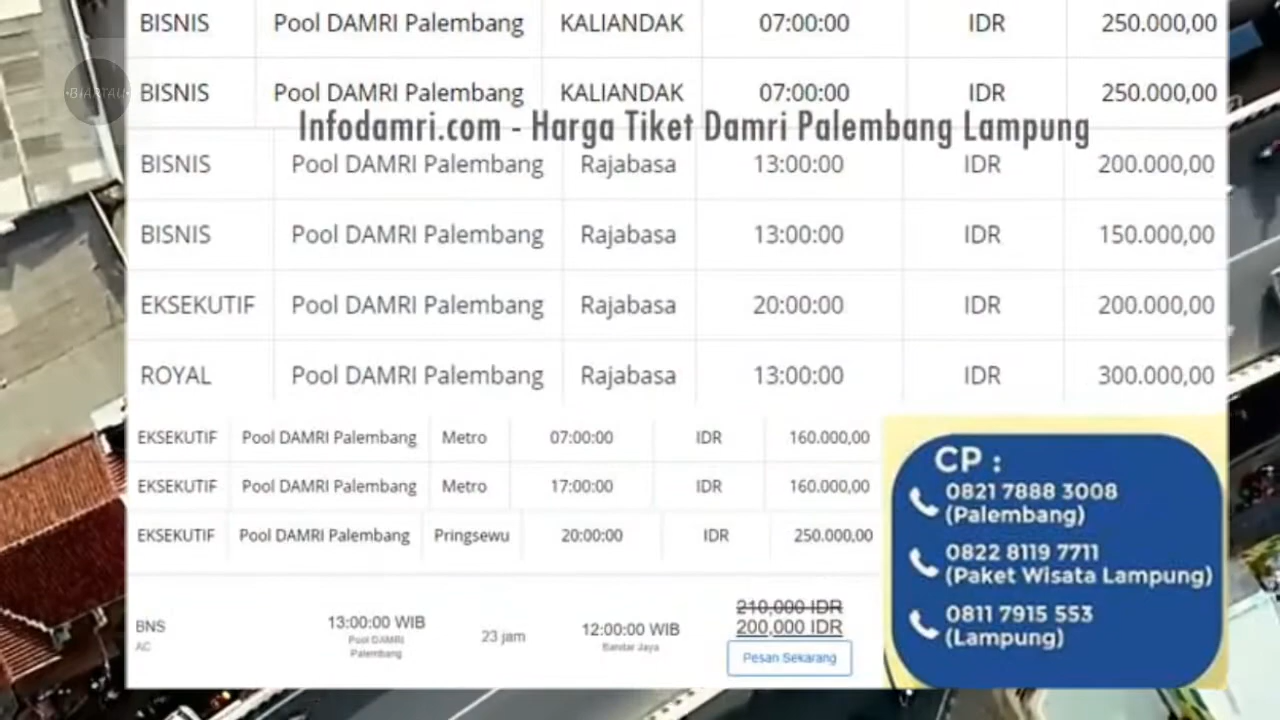 BISNIS Pool DAMRI Palembang KALIANDAK 07:00:00 IDR 250.000,00
BISNIS Pool DAMRI Palembang KALIANDAK 07:00:00 IDR 250.000,00
Infodamri.com - Harga Tiket Damri Palembang Lampung
BISNIS Pool DAMRI Palembang Rajabasa 13:00:00 IDR 200.000,00
BISNIS Pool DAMRI Palembang Rajabasa 13:00:00 IDR 150.000,00
EKSEKUTIF Pool DAMRI Palembang Rajabasa 20:00:00 IDR 200.000,00
ROYAL Pool DAMRI Palembang Rajabasa 13:00:00 IDR 300.000,00
EKSEKUTIF Pool DAMRI Palembang Metro 07:00:00 IDR 160.000,00
EKSEKUTIF Pool DAMRI Palembang Metro 17:00:00 IDR 160.000,00
EKSEKUTIF Pool DAMRI Palembang Pringsewu 20:00:00 IDR 250.000,00
BNS
AC
13:00:00 WIB
Pool DAMRI
Palembang
23 jam
12:00:00 WIB
Bandar Jaya
210,000 IDR
200,000 IDR
Pesan Sekarang
CP :
0821 7888 3008
(Palembang)
0822 8119 7711
(Paket Wisata Lampung)
0811 7915 553
(Lampung)